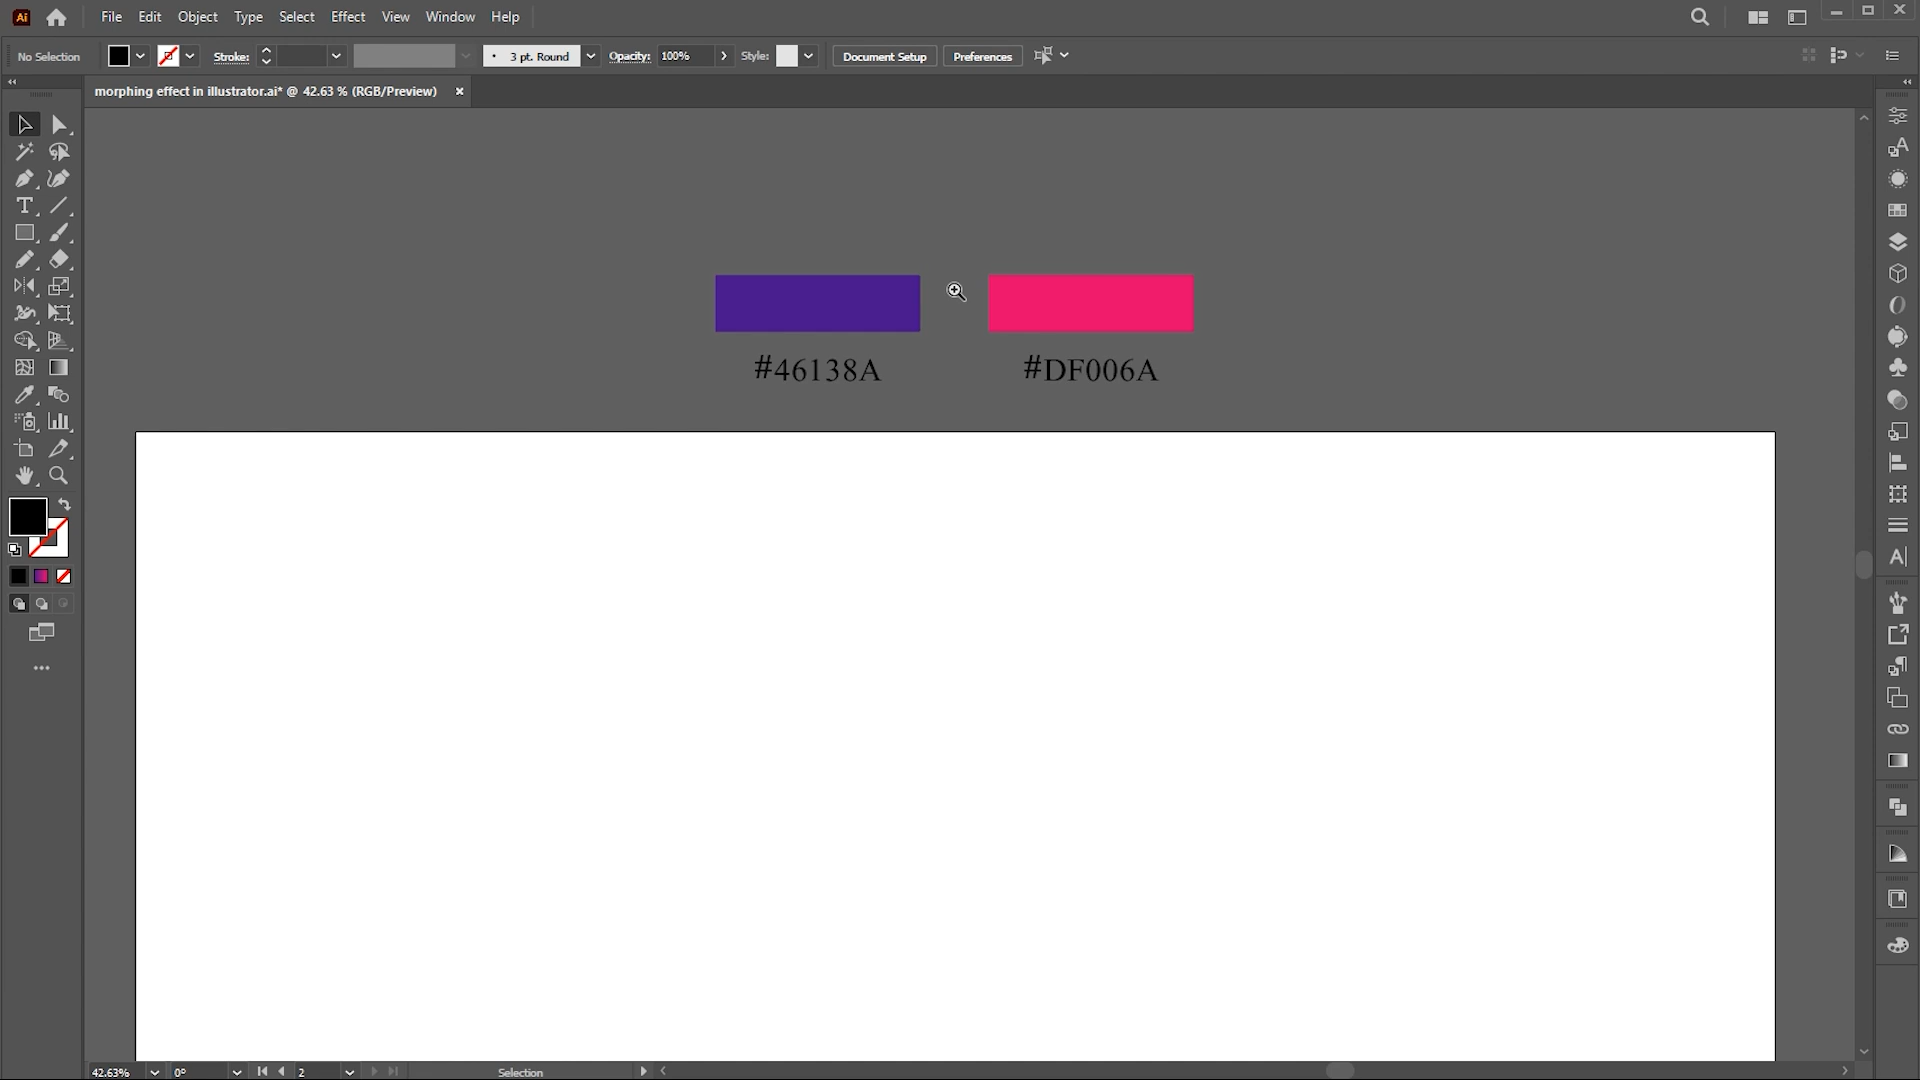 Ai File Edit Object Type Select Effect View Window Help
No Selection Stroke: 3 pt. Round Opacity: 100% Style: Document Setup Preferences
morphing effect in illustrator.ai* @ 42.63 % (RGB/Preview)
#46138A #DF006A
42.63% 0° 2 Selection